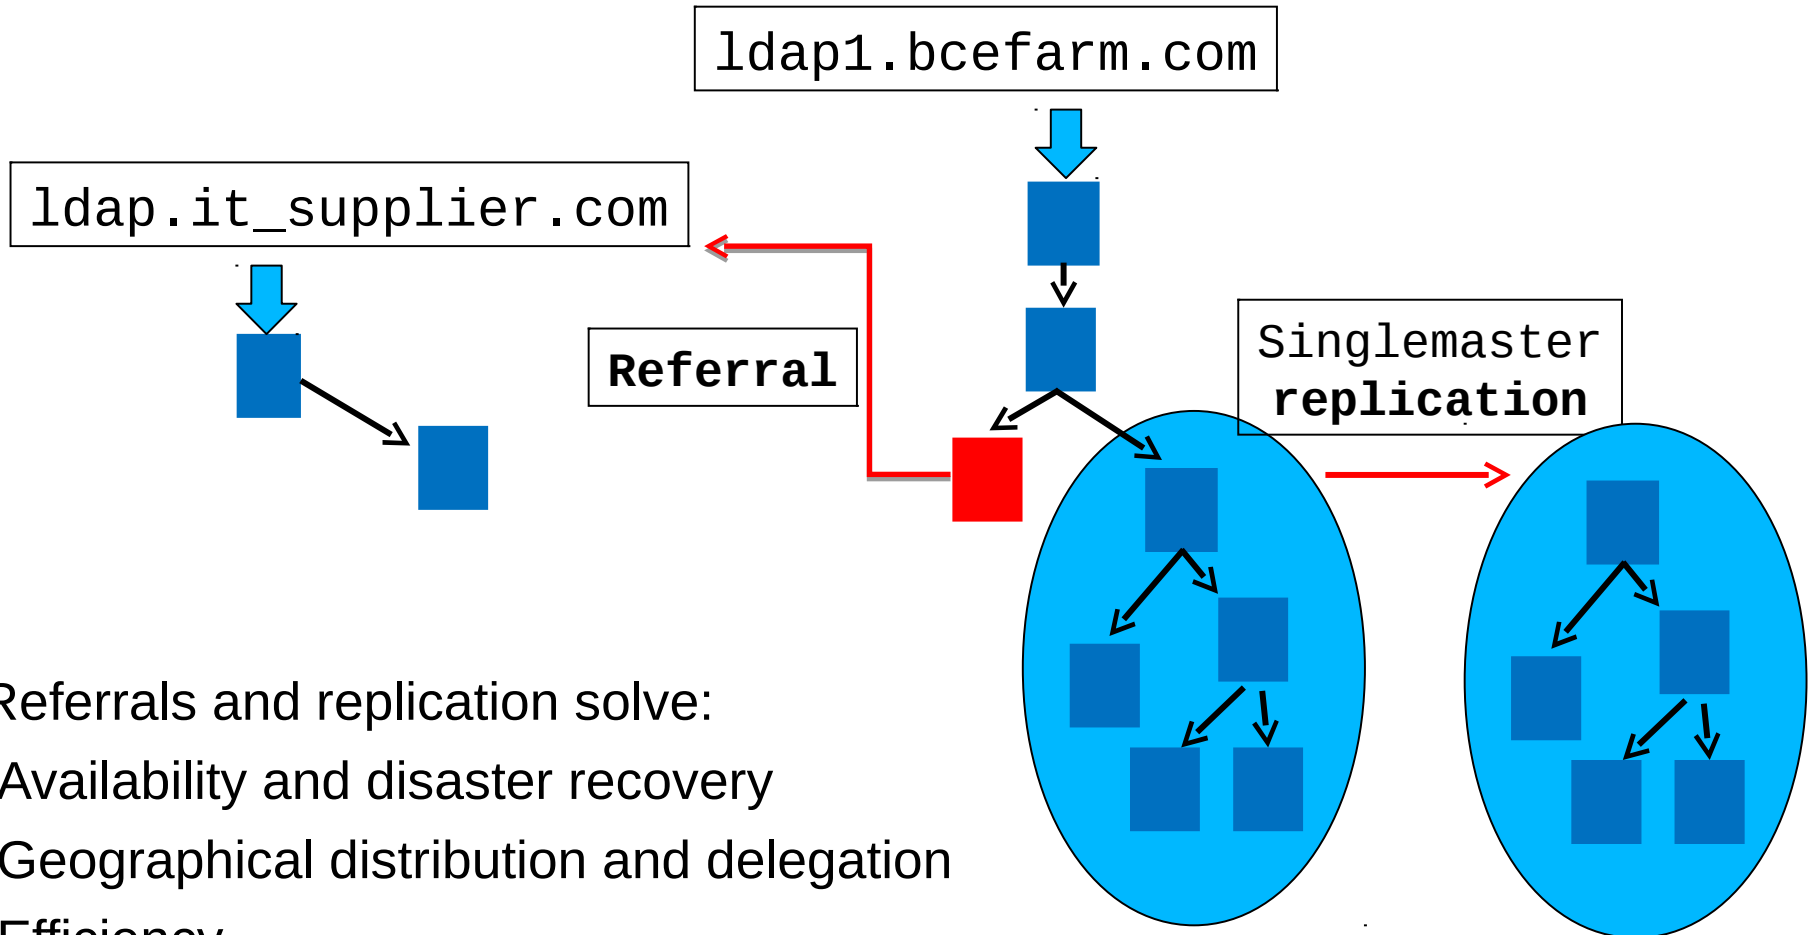 ldap1.bcefarm.com
ldap.it_supplier.com
Referral
Singlemaster
replication
Referrals and replication solve:
Availability and disaster recovery
Geographical distribution and delegation
Efficiency